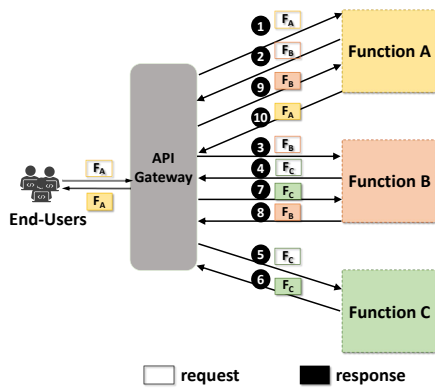 1 F_A
2 F_B
9 F_B
10 F_A
Function A
F_A
F_A
End-Users
API
Gateway
3 F_B
4 F_C
7 F_C
8 F_B
Function B
5 F_C
6 F_C
Function C
request
response